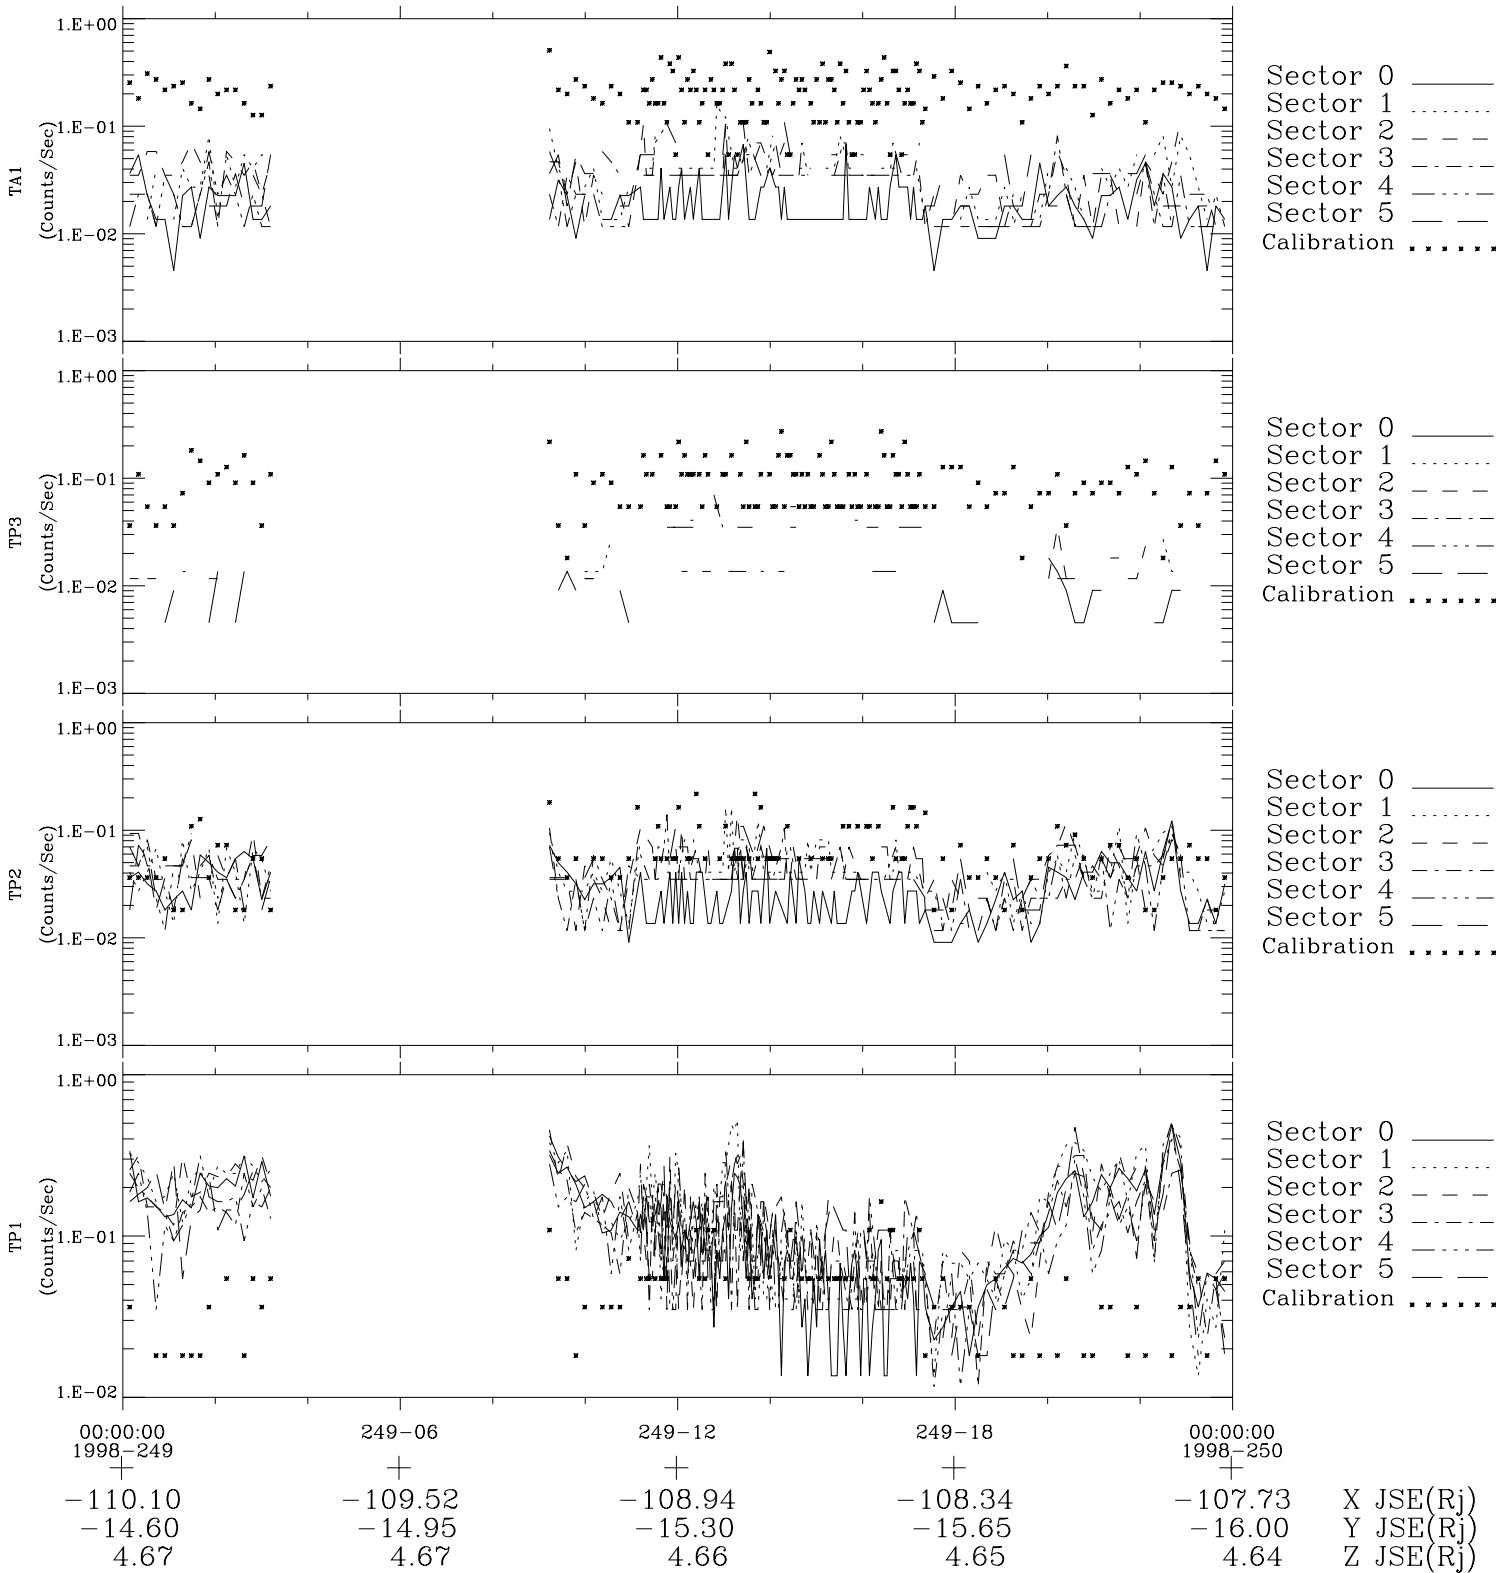 1.E+00
1.E-01
1.E-02
1.E-03
TA1
(Counts/Sec)
Sector 0
Sector 1
Sector 2
Sector 3
Sector 4
Sector 5
Calibration
1.E+00
1.E-01
1.E-02
1.E-03
TP3
(Counts/Sec)
Sector 0
Sector 1
Sector 2
Sector 3
Sector 4
Sector 5
Calibration
1.E+00
1.E-01
1.E-02
1.E-03
TP2
(Counts/Sec)
Sector 0
Sector 1
Sector 2
Sector 3
Sector 4
Sector 5
Calibration
1.E+00
1.E-01
1.E-02
TP1
(Counts/Sec)
Sector 0
Sector 1
Sector 2
Sector 3
Sector 4
Sector 5
Calibration
00:00:00 249-06 249-12 249-18 00:00:00
1998-249 1998-250
-110.10 -109.52 -108.94 -108.34 -107.73 X JSE(Rj)
-14.60 -14.95 -15.30 -15.65 -16.00 Y JSE(Rj)
4.67 4.67 4.66 4.65 4.64 Z JSE(Rj)